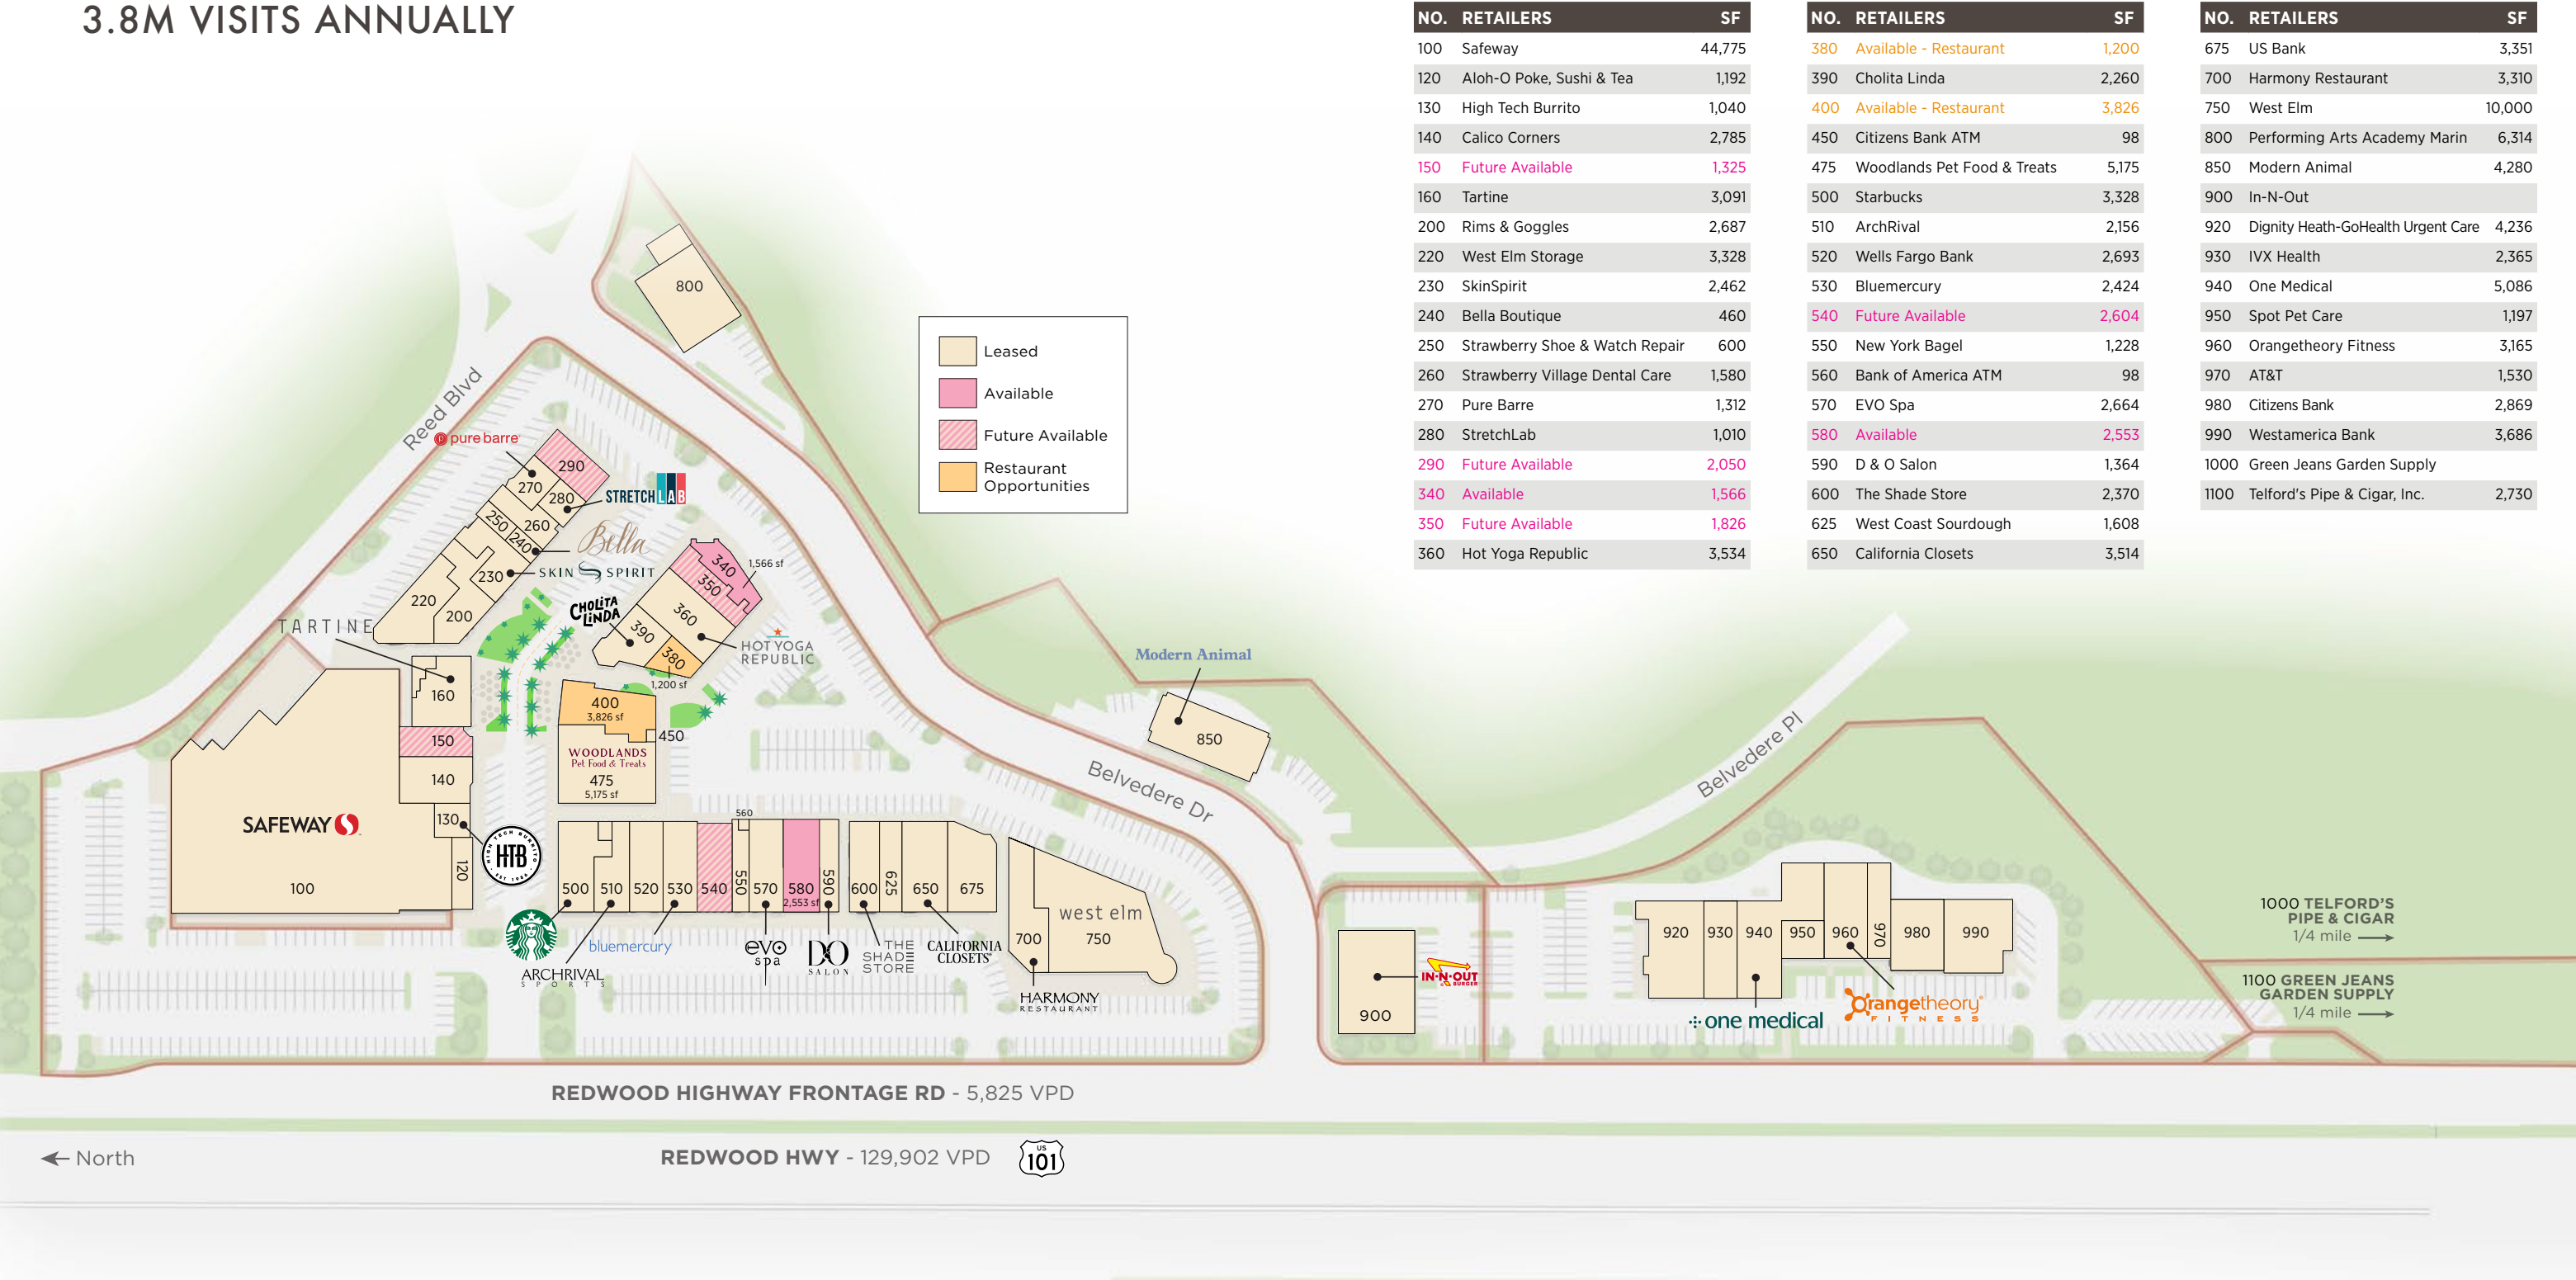 3.8M VISITS ANNUALLY
NO. RETAILERS SF
100 Safeway 44,775
120 Aloh-O Poke, Sushi & Tea 1,192
130 High Tech Burrito 1,040
140 Calico Corners 2,785
150 Future Available 1,325
160 Tartine 3,091
200 Rims & Goggles 2,687
220 West Elm Storage 3,328
230 SkinSpirit 2,462
240 Bella Boutique 460
250 Strawberry Shoe & Watch Repair 600
260 Strawberry Village Dental Care 1,580
270 Pure Barre 1,312
280 StretchLab 1,010
290 Future Available 2,050
340 Available 1,566
350 Future Available 1,826
360 Hot Yoga Republic 3,534
NO. RETAILERS SF
380 Available - Restaurant 1,200
390 Cholita Linda 2,260
400 Available - Restaurant 3,826
450 Citizens Bank ATM 98
475 Woodlands Pet Food & Treats 5,175
500 Starbucks 3,328
510 ArchRival 2,156
520 Wells Fargo Bank 2,693
530 Bluemercury 2,424
540 Future Available 2,604
550 New York Bagel 1,228
560 Bank of America ATM 98
570 EVO Spa 2,664
580 Available 2,553
590 D & O Salon 1,364
600 The Shade Store 2,370
625 West Coast Sourdough 1,608
650 California Closets 3,514
NO. RETAILERS SF
675 US Bank 3,351
700 Harmony Restaurant 3,310
750 West Elm 10,000
800 Performing Arts Academy Marin 6,314
850 Modern Animal 4,280
900 In-N-Out
920 Dignity Heath-GoHealth Urgent Care 4,236
930 IVX Health 2,365
940 One Medical 5,086
950 Spot Pet Care 1,197
960 Orangetheory Fitness 3,165
970 AT&T 1,530
980 Citizens Bank 2,869
990 Westamerica Bank 3,686
1000 Green Jeans Garden Supply
1100 Telford's Pipe & Cigar, Inc. 2,730
Leased
Available
Future Available
Restaurant
Opportunities
800
Reed Blvd
pure barre
290
270
280
STRETCH LAB
250
260
240
Bella
230
SKIN SPIRIT
220
200
TARTINE
160
340
1,566 sf
350
360
CHOLITA
LINDA
390
380
1,200 sf
HOT YOGA
REPUBLIC
400
3,826 sf
450
WOODLANDS
Pet Food & Treats
475
5,175 sf
150
140
130
120
SAFEWAY
100
HIGH TECH BURRITO
HTB
EST 1986
560
500
510
520
530
540
550
570
580
2,553 sf
590
600
625
650
675
bluemercury
ARCHRIVAL
SPORTS
evo
spa
DO
SALON
THE
SHADE
STORE
CALIFORNIA
CLOSETS
west elm
700
750
HARMONY
RESTAURANT
Modern Animal
850
Belvedere Dr
Belvedere Pl
900
IN-N-OUT
BURGER
920
930
940
950
960
970
980
990
one medical
Orangetheory
FITNESS
1000 TELFORD'S
PIPE & CIGAR
1/4 mile
1100 GREEN JEANS
GARDEN SUPPLY
1/4 mile
REDWOOD HIGHWAY FRONTAGE RD - 5,825 VPD
North
REDWOOD HWY - 129,902 VPD
US
101